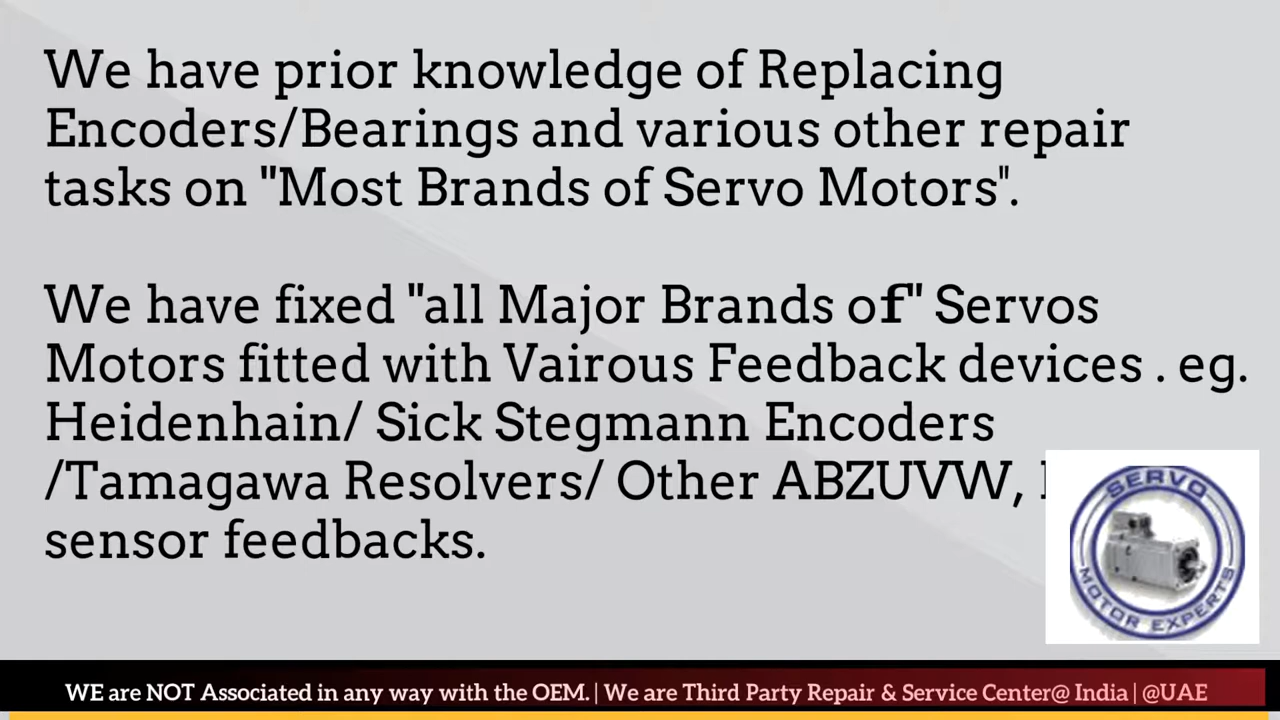 We have prior knowledge of Replacing
Encoders/Bearings and various other repair
tasks on "Most Brands of Servo Motors".
We have fixed "all Major Brands of" Servos
Motors fitted with Vairous Feedback devices . eg.
Heidenhain/ Sick Stegmann Encoders
/Tamagawa Resolvers/ Other ABZUVW,
sensor feedbacks.
SERVO
MOTOR EXPERTS
WE are NOT Associated in any way with the OEM. | We are Third Party Repair & Service Center@ India | @UAE